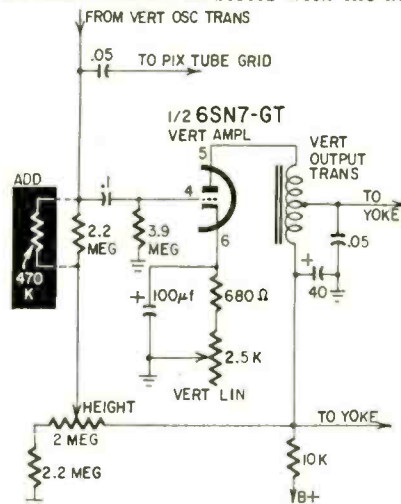 FROM VERT OSC TRANS
.05
TO PIX TUBE GRID
1/2 6SN7-GT
VERT AMPL
5
VERT
OUTPUT
TRANS
ADD
.1
4
TO
YOKE
470
K
2.2
MEG
3.9
MEG
6
.05
+
100µf
680Ω
+
40
2.5 K
VERT LIN
HEIGHT
2 MEG
TO YOKE
2.2 MEG
10K
B+